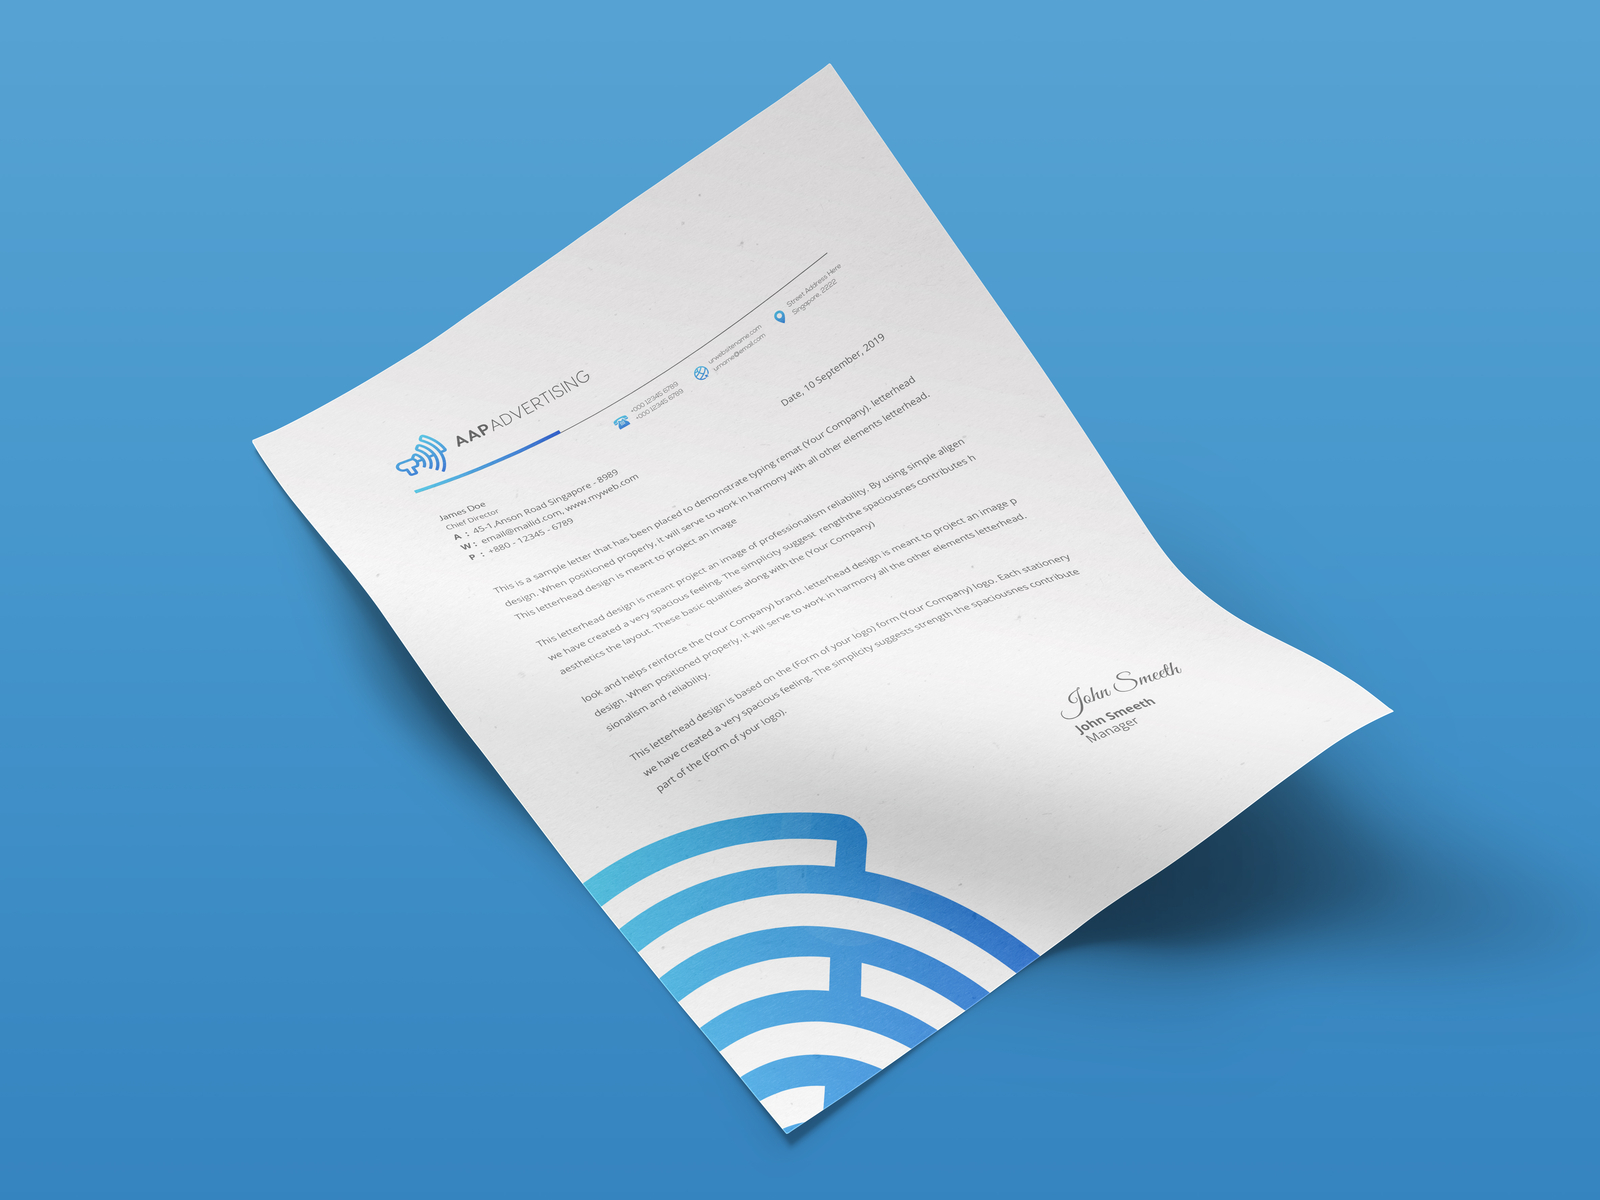 AAPADVERTISING
+000 12345 6789
+000 12345 6789
urwebsitename.com
urname@email.com
Street Address Here
Singapore, 2222
Date, 10 September, 2019
James Doe
Chief Director
A : 45-1,Anson Road Singapore - 8989
W : email@mailid.com, www.myweb.com
P : +880 - 12345 - 6789
This is a sample letter that has been placed to demonstrate typing remat (Your Company). letterhead
design. When positioned properly, it will serve to work in harmony with all other elements letterhead.
This letterhead design is meant to project an image
This letterhead design is meant project an image of professionalism reliability. By using simple aligen
we have created a very spacious feeling. The simplicity suggest rengththe spaciousnes contributes h
aesthetics the layout. These basic qualities along with the (Your Company)
look and helps reinforce the (Your Company) brand. letterhead design is meant to project an image p
design. When positioned properly, it will serve to work in harmony all the other elements letterhead.
sionalism and reliability.
This letterhead design is based on the (Form of your logo) form (Your Company) logo. Each stationery
we have created a very spacious feeling. The simplicity suggests strength the spaciousnes contribute
part of the (Form of your logo).
John Smeeth
John Smeeth
Manager